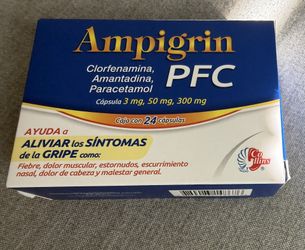 Ampigrin
PFC
Clorfenamina,
Amantadina,
Paracetamol
Cápsula 3 mg, 50 mg, 300 mg
Caja con 24 cápsulas
AYUDA a
ALIVIAR los SÍNTOMAS
de la GRIPE como:
Fiebre, dolor muscular, estornudos, escurrimiento
nasal, dolor de cabeza y malestar general.
Collins